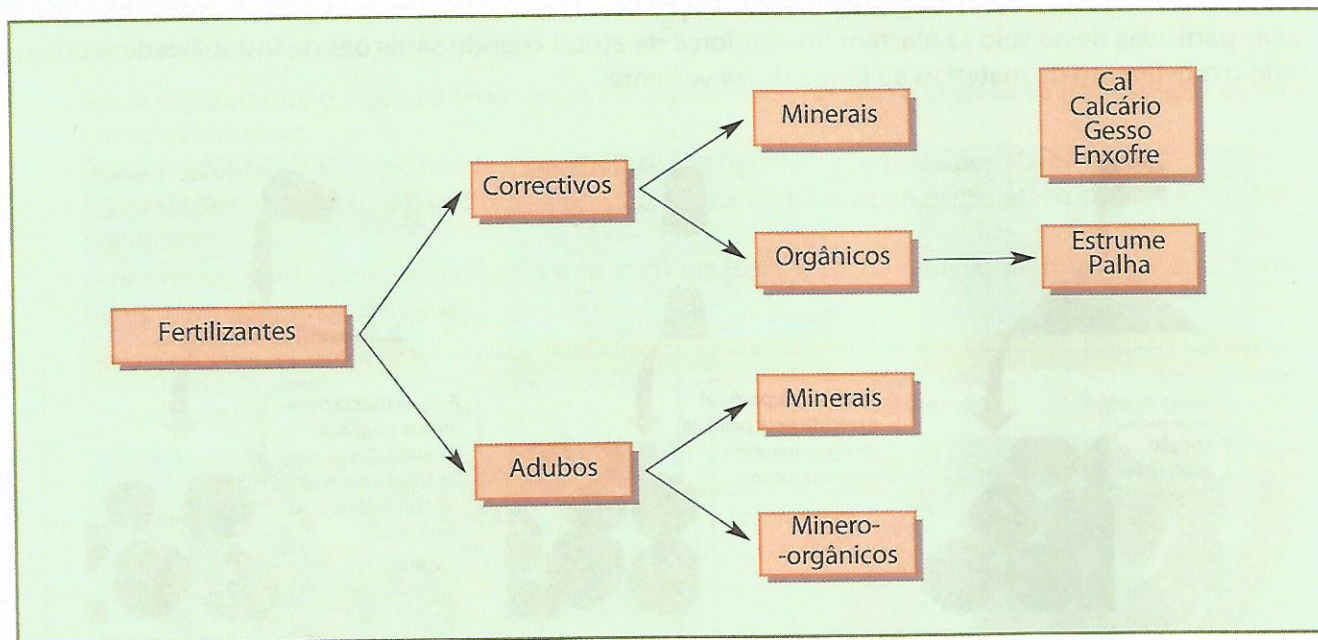 Minerais
Cal
Calcário
Gesso
Enxofre
Correctivos
Orgânicos
Estrume
Palha
Fertilizantes
Minerais
Adubos
Minero-
-orgânicos